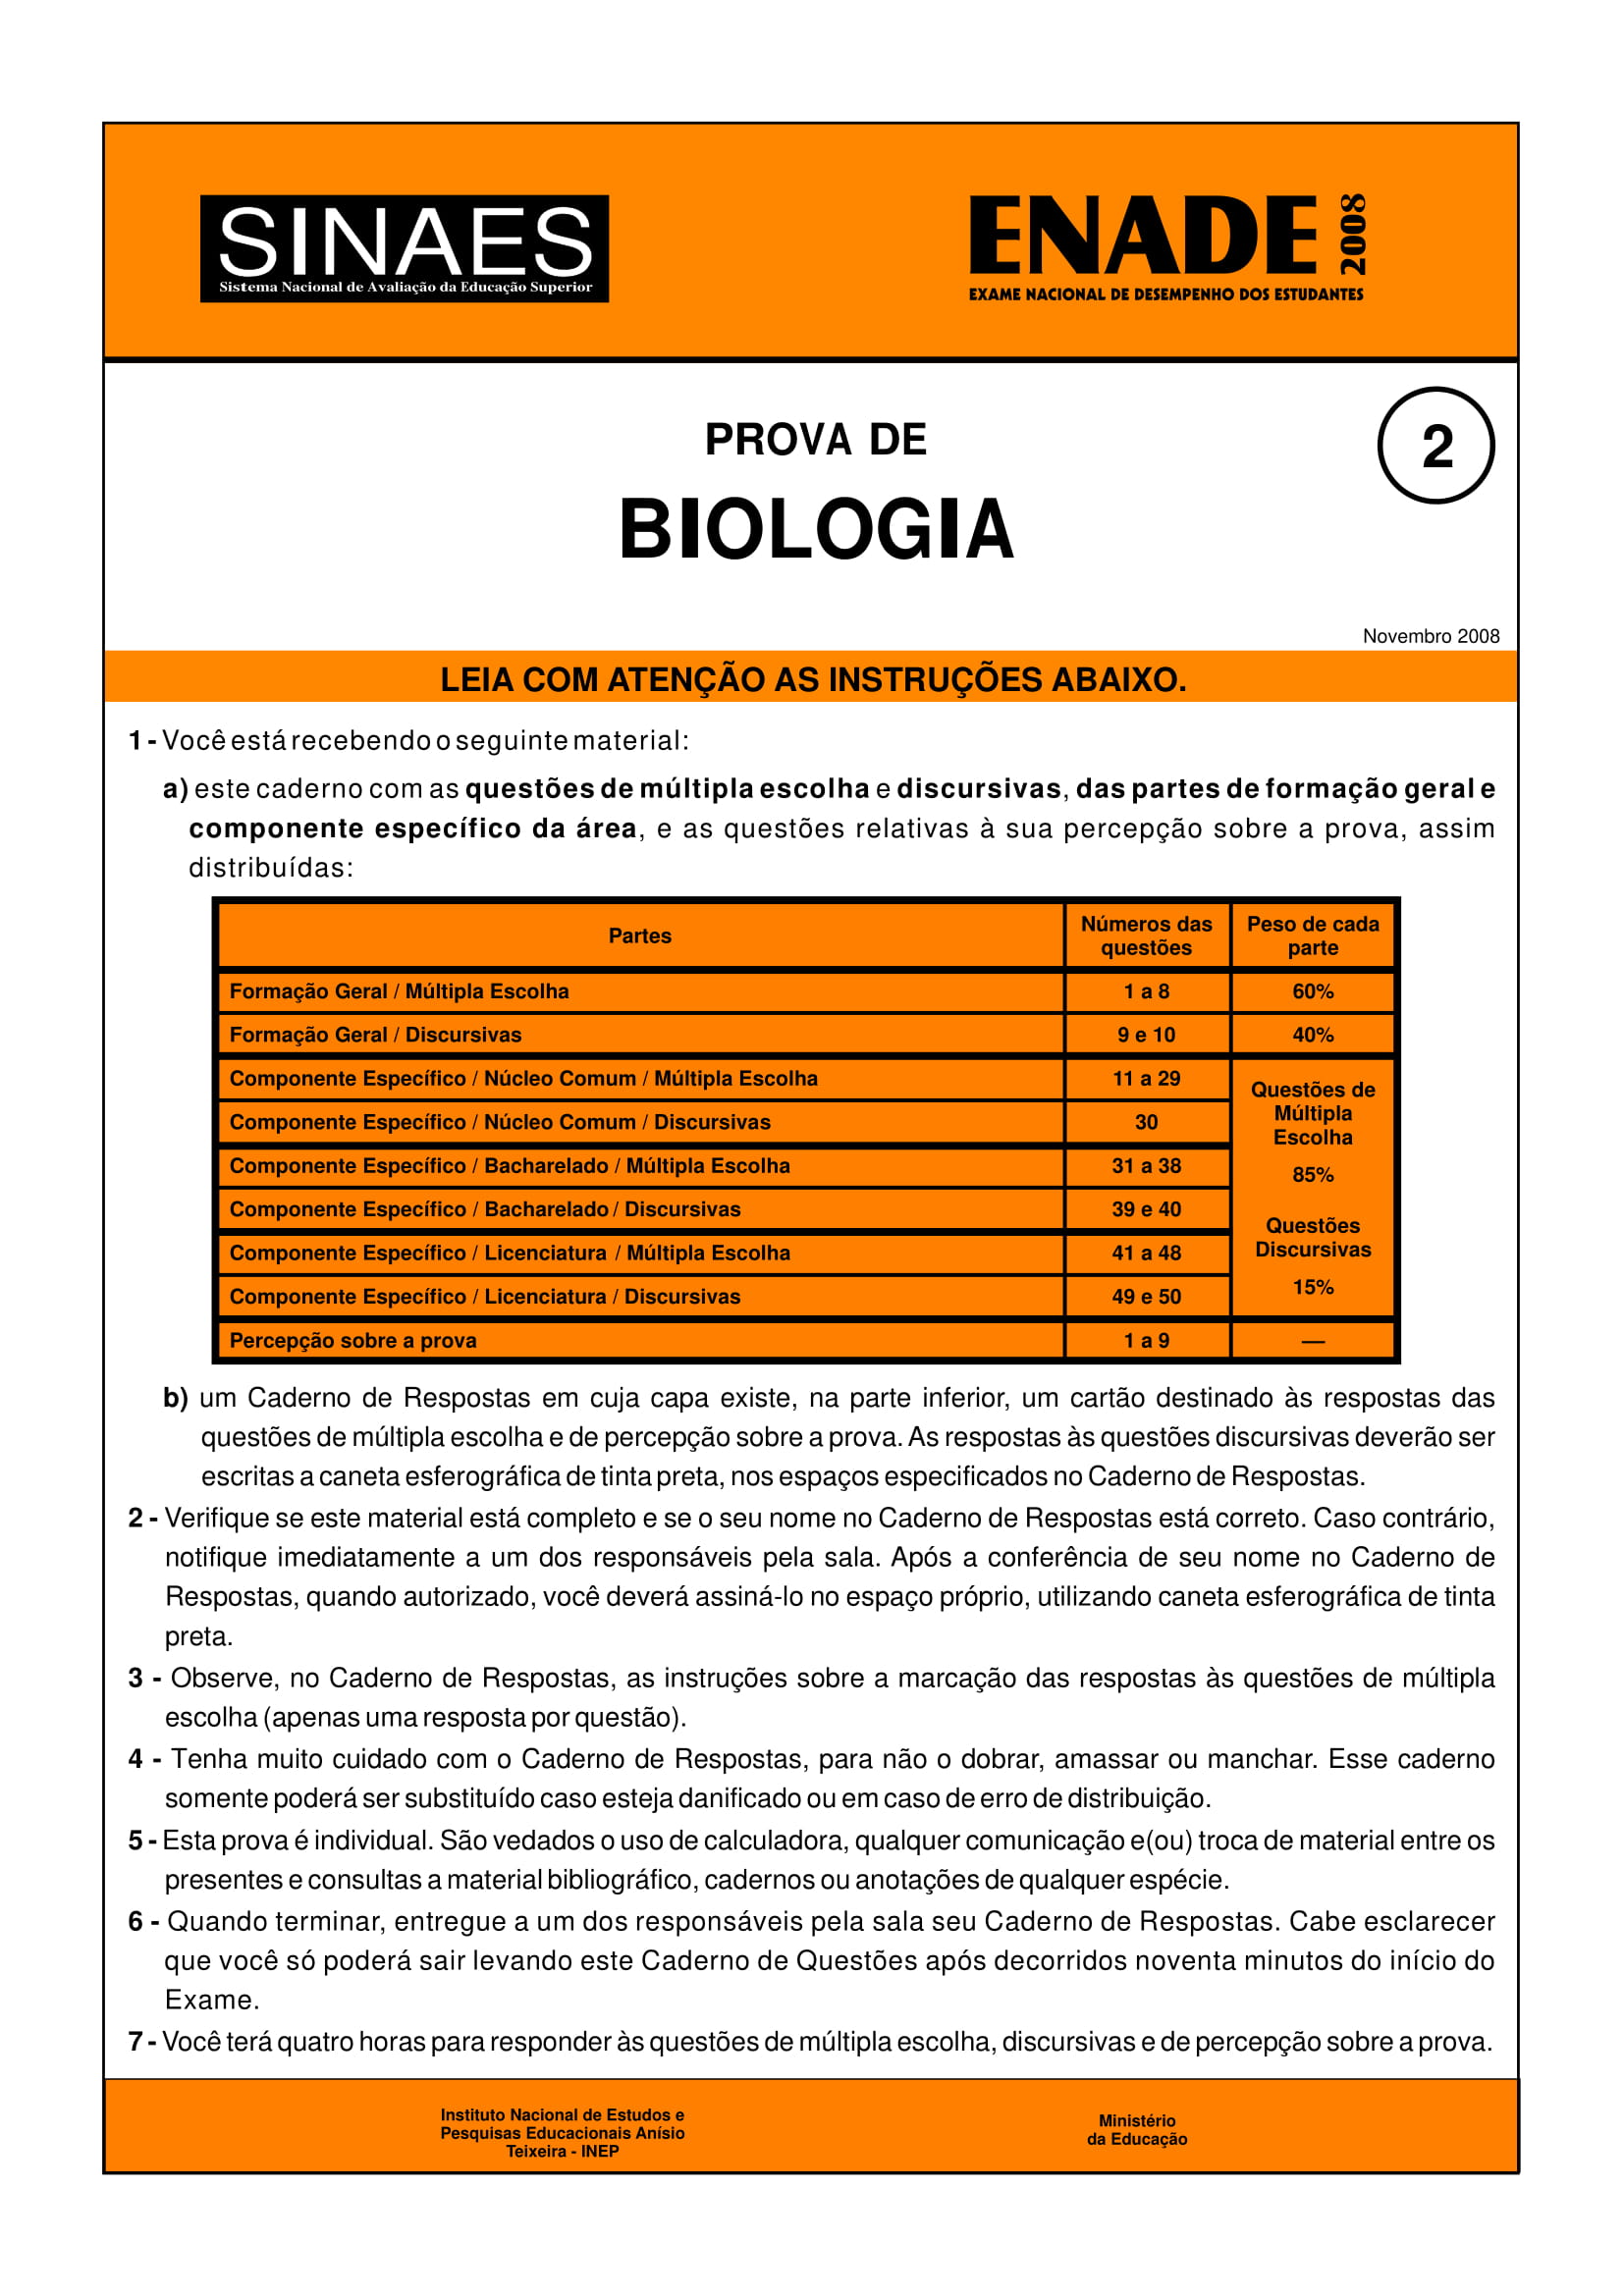 SINAES
Sistema Nacional de Avaliação da Educação Superior
ENADE 2008
EXAME NACIONAL DE DESEMPENHO DOS ESTUDANTES
PROVA DE
2
BIOLOGIA
Novembro 2008
LEIA COM ATENÇÃO AS INSTRUÇÕES ABAIXO.
1 - Você está recebendo o seguinte material:
a) este caderno com as questões de múltipla escolha e discursivas, das partes de formação geral e
componente específico da área, e as questões relativas à sua percepção sobre a prova, assim
distribuídas:
Partes
Números das
questões
Peso de cada
parte
Formação Geral / Múltipla Escolha 1 a 8 60%
Formação Geral / Discursivas 9 e 10 40%
Componente Específico / Núcleo Comum / Múltipla Escolha 11 a 29
Componente Específico / Núcleo Comum / Discursivas 30
Componente Específico / Bacharelado / Múltipla Escolha 31 a 38
Componente Específico / Bacharelado / Discursivas 39 e 40
Componente Específico / Licenciatura / Múltipla Escolha 41 a 48
Componente Específico / Licenciatura / Discursivas 49 e 50
Questões de
Múltipla
Escolha
85%
Questões
Discursivas
15%
Percepção sobre a prova 1 a 9 —
b) um Caderno de Respostas em cuja capa existe, na parte inferior, um cartão destinado às respostas das
questões de múltipla escolha e de percepção sobre a prova. As respostas às questões discursivas deverão ser
escritas a caneta esferográfica de tinta preta, nos espaços especificados no Caderno de Respostas.
2 - Verifique se este material está completo e se o seu nome no Caderno de Respostas está correto. Caso contrário,
notifique imediatamente a um dos responsáveis pela sala. Após a conferência de seu nome no Caderno de
Respostas, quando autorizado, você deverá assiná-lo no espaço próprio, utilizando caneta esferográfica de tinta
preta.
3 - Observe, no Caderno de Respostas, as instruções sobre a marcação das respostas às questões de múltipla
escolha (apenas uma resposta por questão).
4 - Tenha muito cuidado com o Caderno de Respostas, para não o dobrar, amassar ou manchar. Esse caderno
somente poderá ser substituído caso esteja danificado ou em caso de erro de distribuição.
5 - Esta prova é individual. São vedados o uso de calculadora, qualquer comunicação e(ou) troca de material entre os
presentes e consultas a material bibliográfico, cadernos ou anotações de qualquer espécie.
6 - Quando terminar, entregue a um dos responsáveis pela sala seu Caderno de Respostas. Cabe esclarecer
que você só poderá sair levando este Caderno de Questões após decorridos noventa minutos do início do
Exame.
7 - Você terá quatro horas para responder às questões de múltipla escolha, discursivas e de percepção sobre a prova.
Instituto Nacional de Estudos e
Pesquisas Educacionais Anísio
Teixeira - INEP
Ministério
da Educação